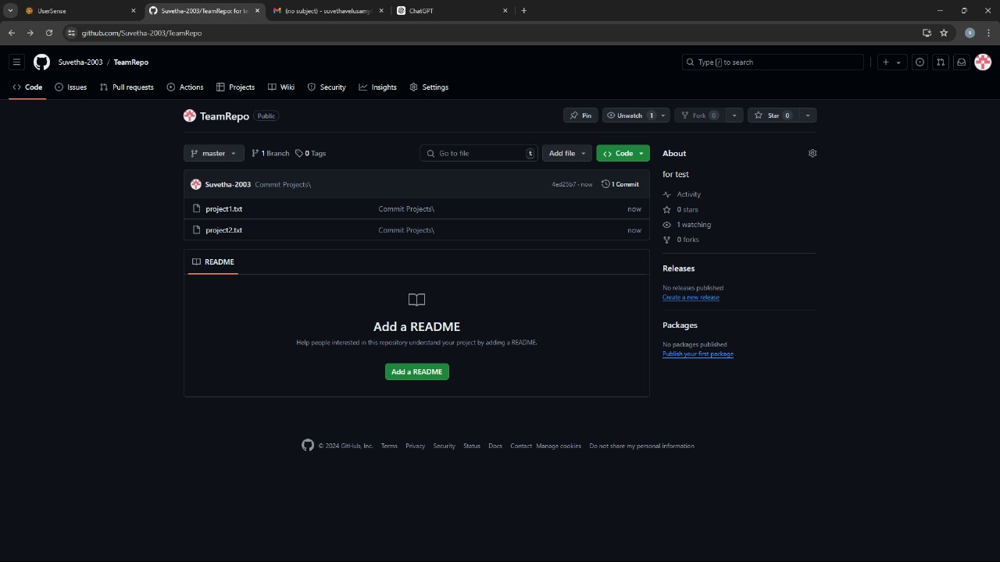 UserSense
Suvetha-2003/TeamRepo: for te
(no subject) - suvethavelusamy
ChatGPT
github.com/Suvetha-2003/TeamRepo
S
Suvetha-2003 / TeamRepo
Type / to search
Code Issues Pull requests Actions Projects Wiki Security Insights Settings
TeamRepo Public
Pin Unwatch 1 Fork 0 Star 0
master 1 Branch 0 Tags Go to file t Add file Code
Suvetha-2003 Commit Projects\ 4ed25b7 · now 1 Commit
project1.txt Commit Projects\ now
project2.txt Commit Projects\ now
README
Add a README
Help people interested in this repository understand your project by adding a README.
Add a README
About
for test
Activity
0 stars
1 watching
0 forks
Releases
No releases published
Create a new release
Packages
No packages published
Publish your first package
© 2024 GitHub, Inc. Terms Privacy Security Status Docs Contact Manage cookies Do not share my personal information